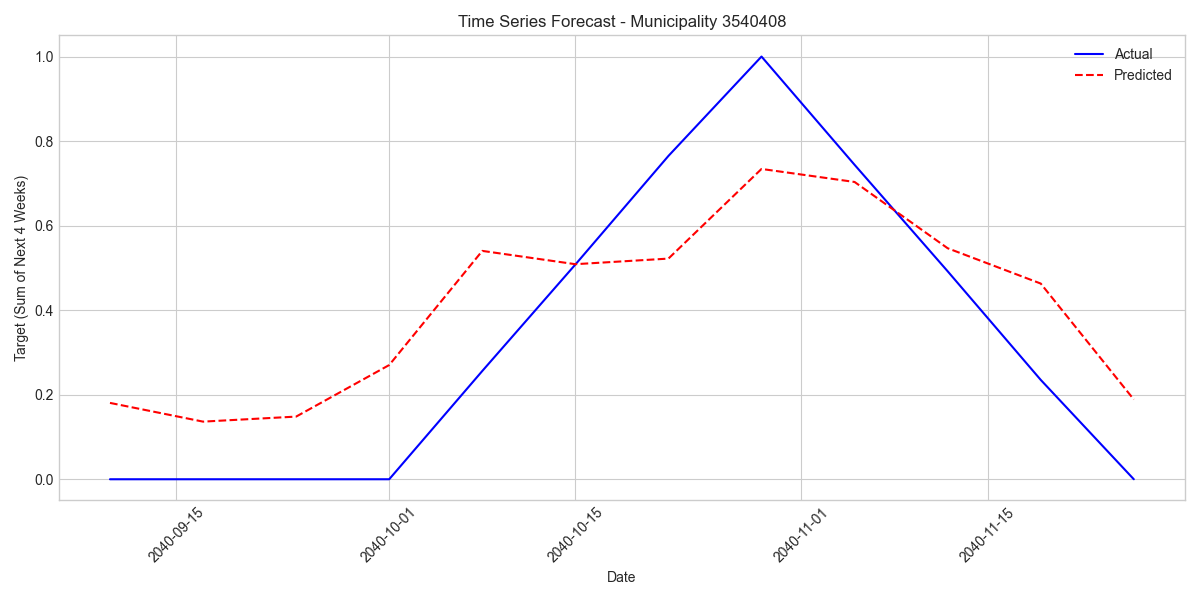 Time Series Forecast - Municipality 3540408
Actual
Predicted
Target (Sum of Next 4 Weeks)
1.0
0.8
0.6
0.4
0.2
0.0
2040-09-15
2040-10-01
2040-10-15
2040-11-01
2040-11-15
Date